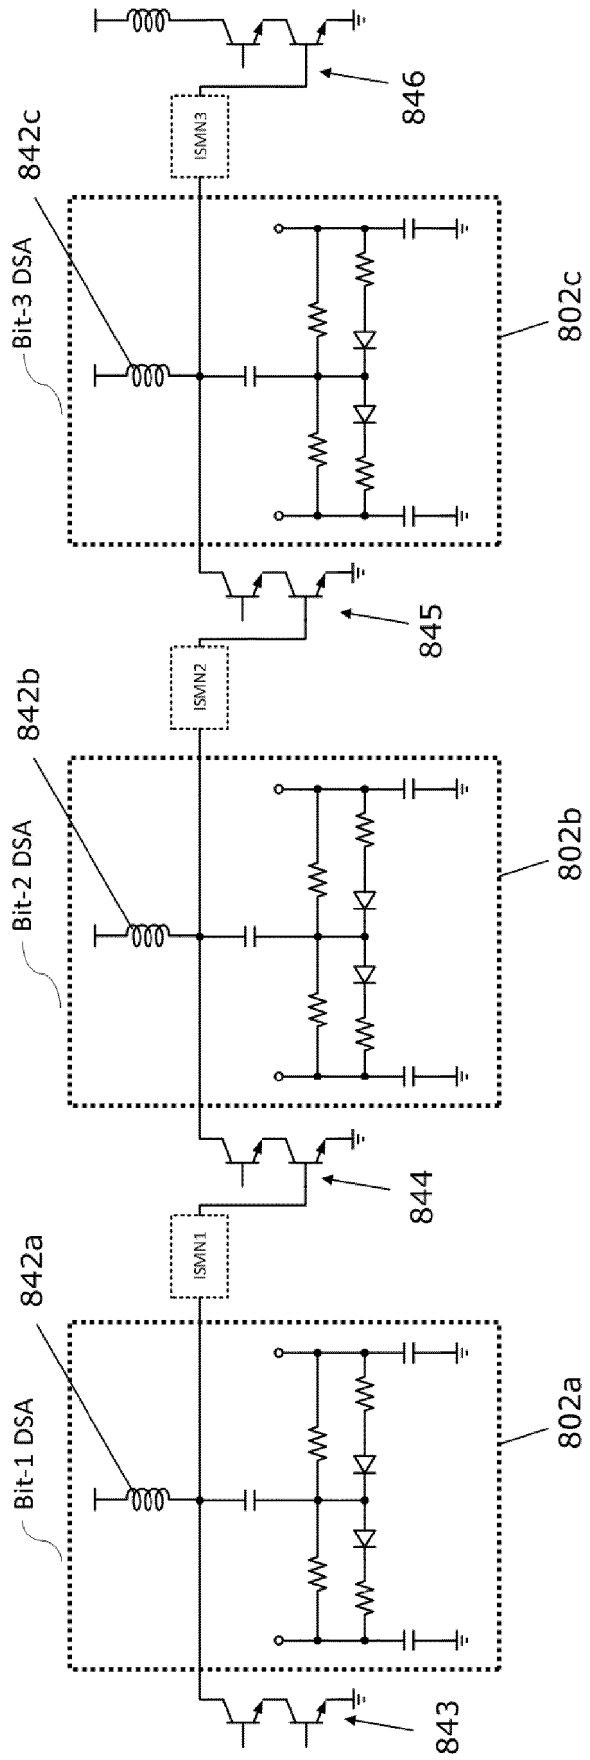 Bit-1 DSA
842a
Bit-2 DSA
842b
Bit-3 DSA
842c
ISMN1
ISMN2
ISMN3
843
802a
844
802b
845
802c
846